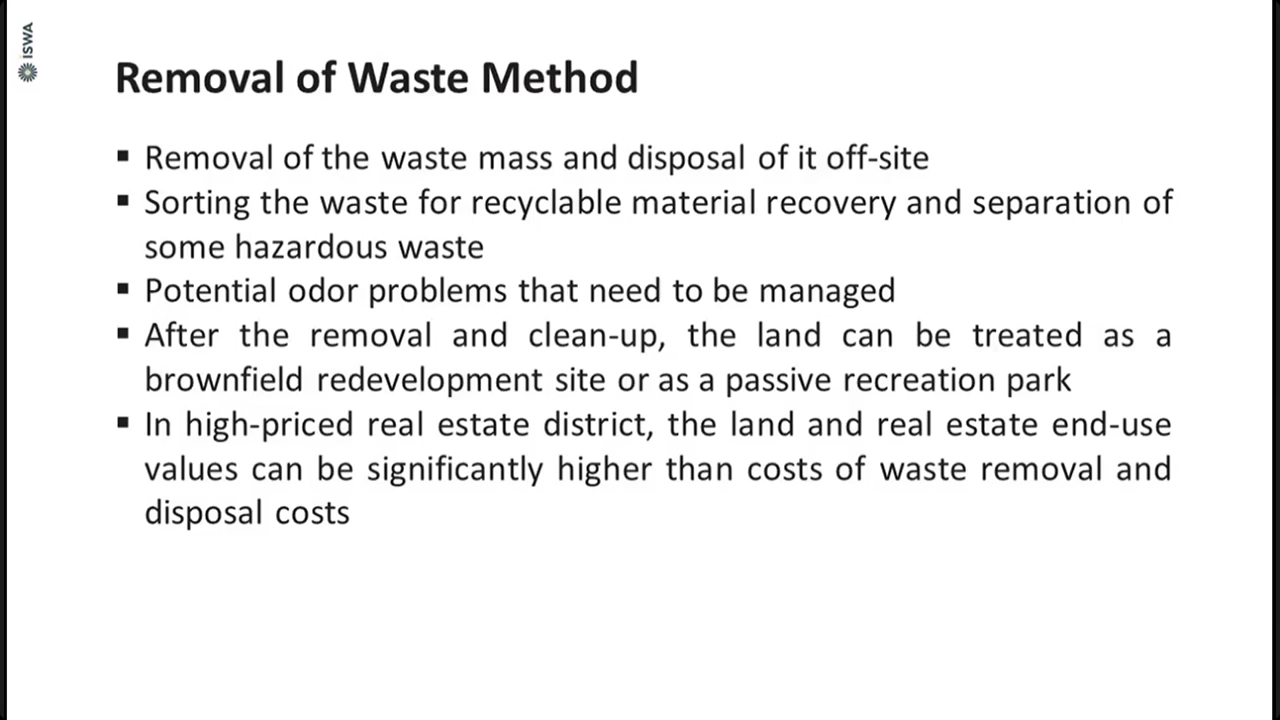 ISWA
Removal of Waste Method
▪ Removal of the waste mass and disposal of it off-site
▪ Sorting the waste for recyclable material recovery and separation of
some hazardous waste
▪ Potential odor problems that need to be managed
▪ After the removal and clean-up, the land can be treated as a
brownfield redevelopment site or as a passive recreation park
▪ In high-priced real estate district, the land and real estate end-use
values can be significantly higher than costs of waste removal and
disposal costs